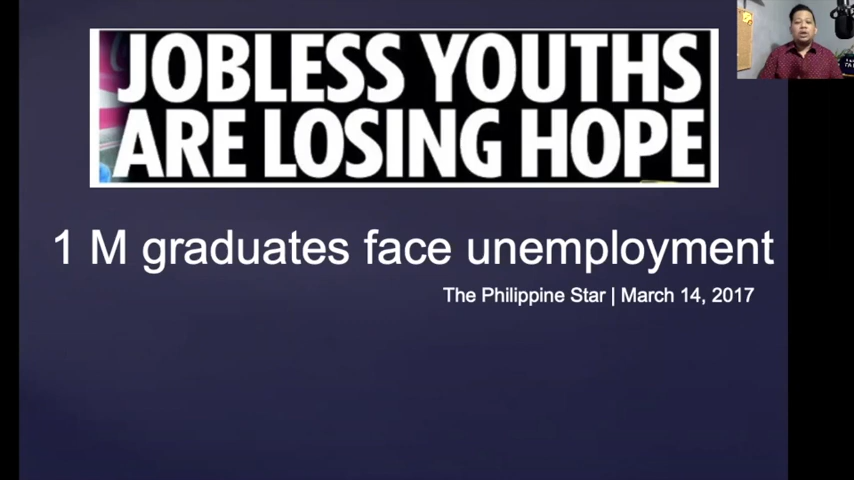 JOBLESS YOUTHS
ARE LOSING HOPE
1 M graduates face unemployment
The Philippine Star | March 14, 2017